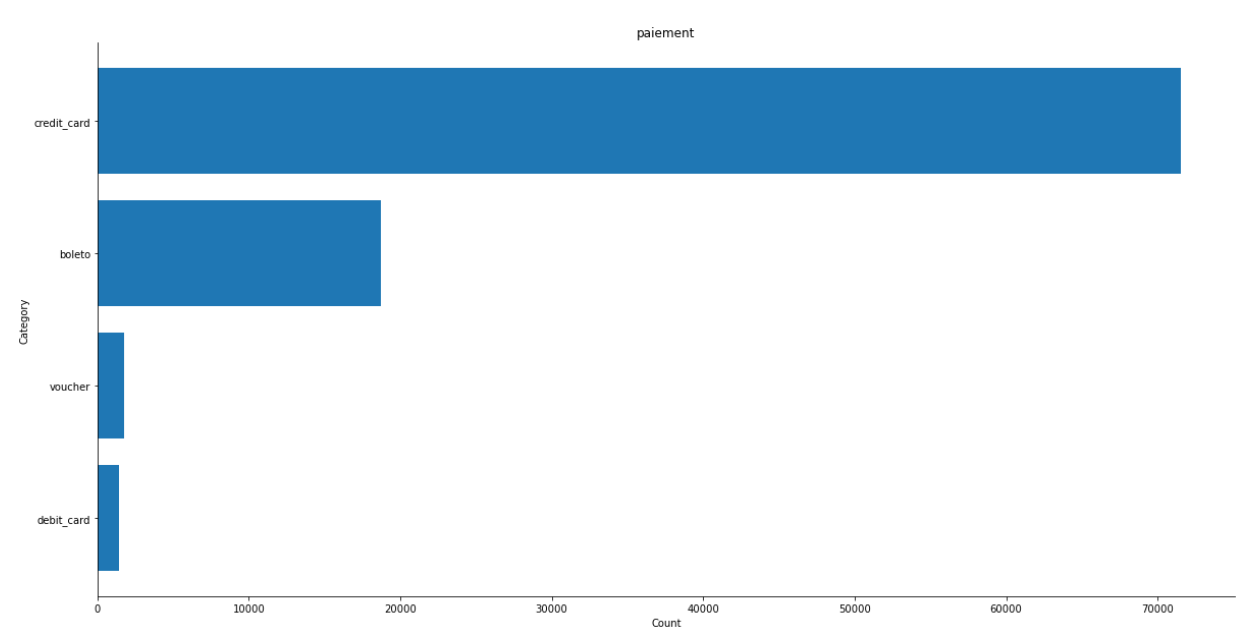 paiement
credit_card
boleto
voucher
debit_card
Category
0 10000 20000 30000 40000 50000 60000 70000
Count